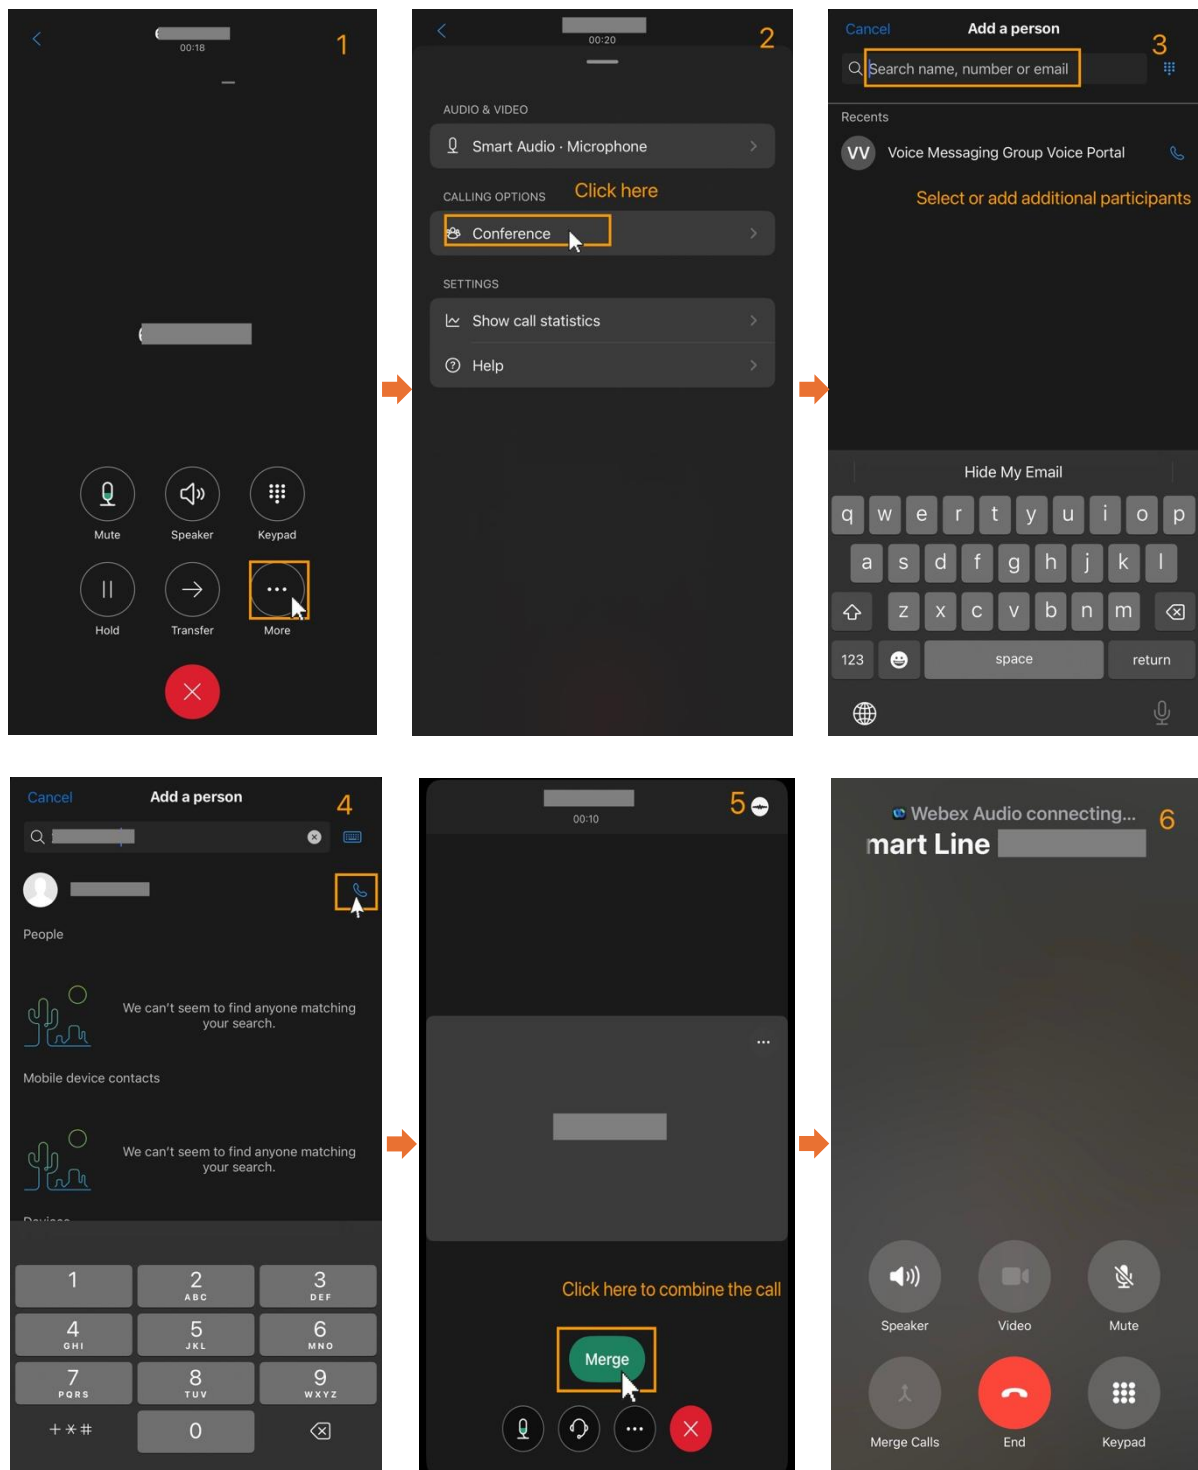 1
00:18
Mute
Speaker
Keypad
Hold
Transfer
More
2
00:20
AUDIO & VIDEO
Smart Audio · Microphone
CALLING OPTIONS
Click here
Conference
SETTINGS
Show call statistics
Help
Cancel
Add a person
3
Search name, number or email
Recents
VV
Voice Messaging Group Voice Portal
Select or add additional participants
Hide My Email
q w e r t y u i o p
a s d f g h j k l
z x c v b n m
123
space
return
Cancel
Add a person
4
People
We can't seem to find anyone matching
your search.
Mobile device contacts
We can't seem to find anyone matching
your search.
1
2 ABC
3 DEF
4 GHI
5 JKL
6 MNO
7 PQRS
8 TUV
9 WXYZ
+*#
0
5
00:10
Click here to combine the call
Merge
Webex Audio connecting...
6
mart Line
Speaker
Video
Mute
Merge Calls
End
Keypad